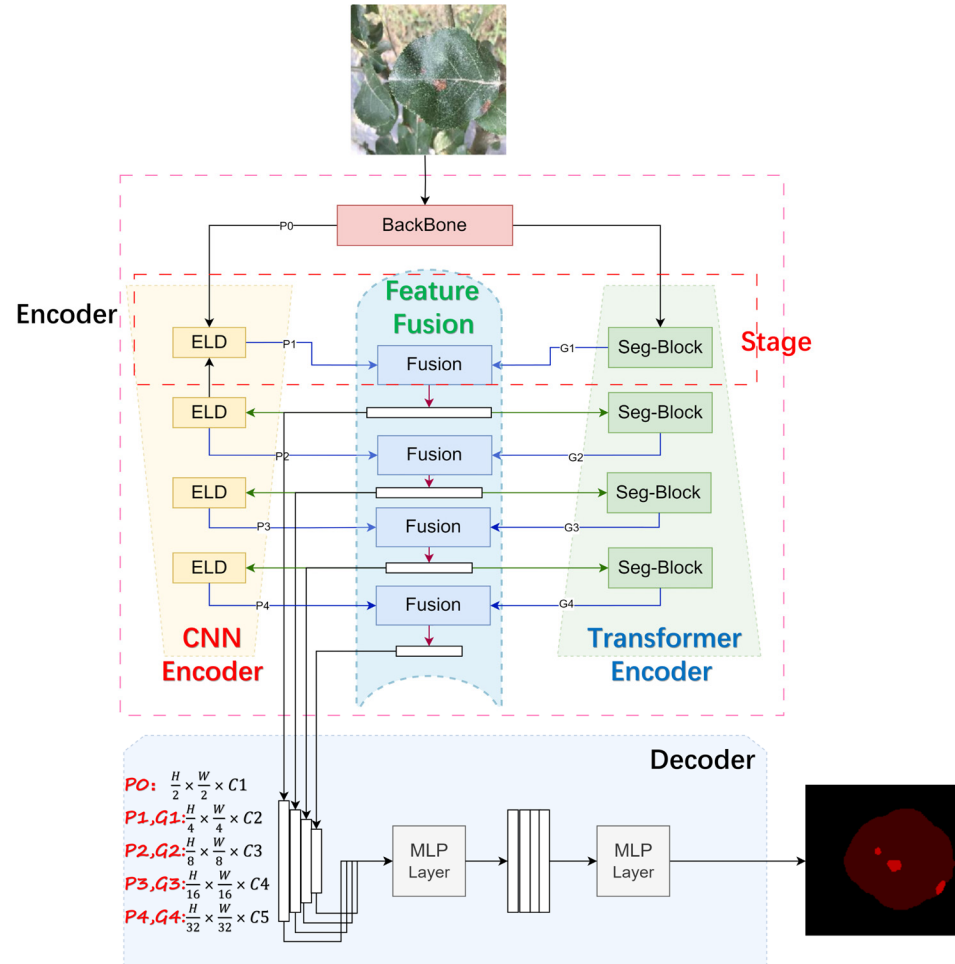 BackBone
P0
Encoder
Feature
Fusion
Stage
ELD
P1
Fusion
G1
Seg-Block
ELD
Seg-Block
P2
Fusion
G2
ELD
Seg-Block
P3
Fusion
G3
ELD
Seg-Block
P4
Fusion
G4
CNN
Encoder
Transformer
Encoder
Decoder
P0: H/2 × W/2 × C1
P1,G1: H/4 × W/4 × C2
P2,G2: H/8 × W/8 × C3
P3,G3: H/16 × W/16 × C4
P4,G4: H/32 × W/32 × C5
MLP
Layer
MLP
Layer